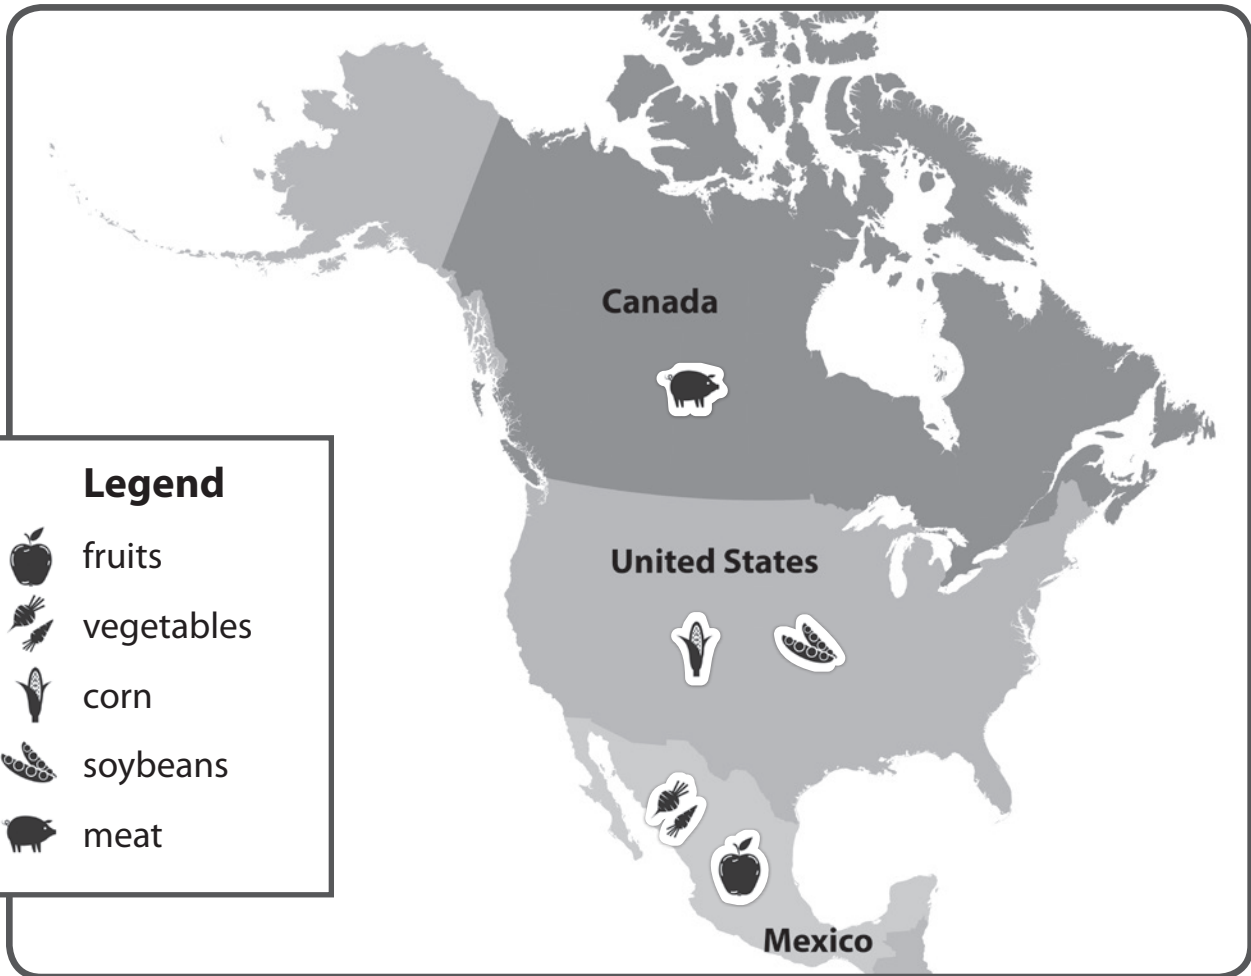 Canada
United States
Mexico
Legend
fruits
vegetables
corn
soybeans
meat